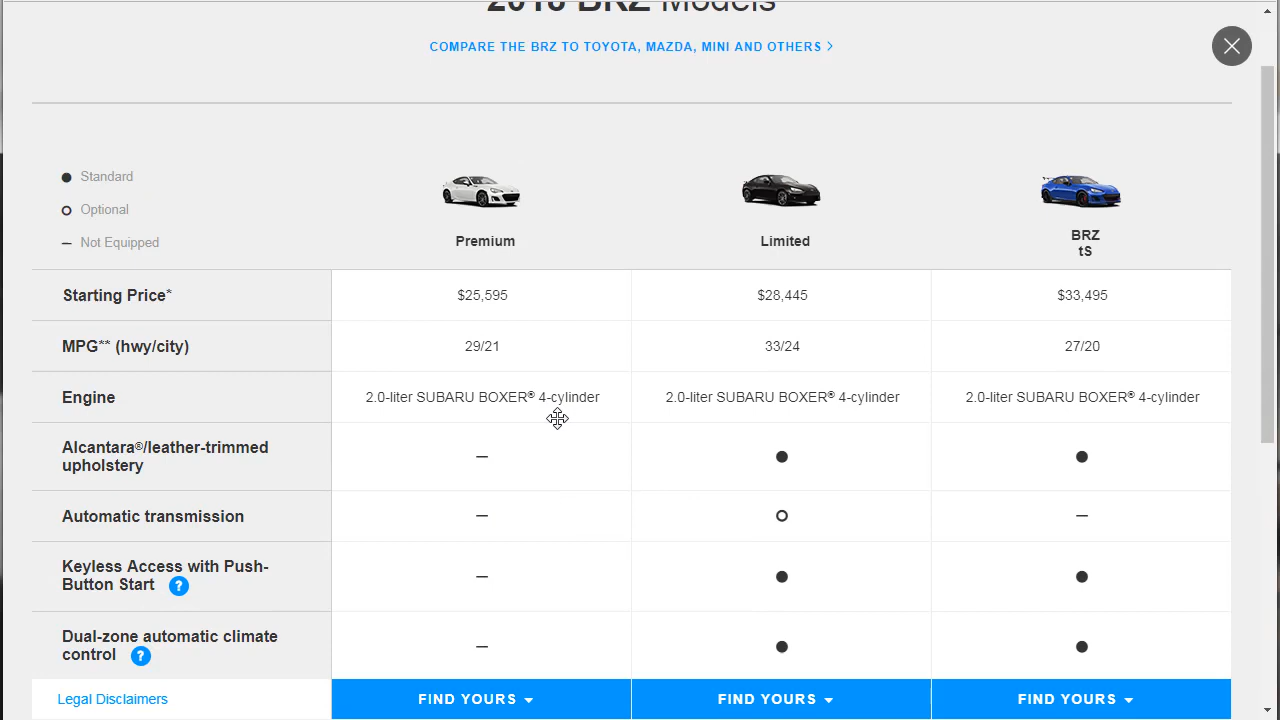 2018 BRZ Models
COMPARE THE BRZ TO TOYOTA, MAZDA, MINI AND OTHERS >
Standard
Optional
Not Equipped
Premium
Limited
BRZ
tS
Starting Price*
$25,595
$28,445
$33,495
MPG** (hwy/city)
29/21
33/24
27/20
Engine
2.0-liter SUBARU BOXER® 4-cylinder
2.0-liter SUBARU BOXER® 4-cylinder
2.0-liter SUBARU BOXER® 4-cylinder
Alcantara®/leather-trimmed
upholstery
Automatic transmission
Keyless Access with Push-
Button Start ?
Dual-zone automatic climate
control ?
Legal Disclaimers
FIND YOURS
FIND YOURS
FIND YOURS